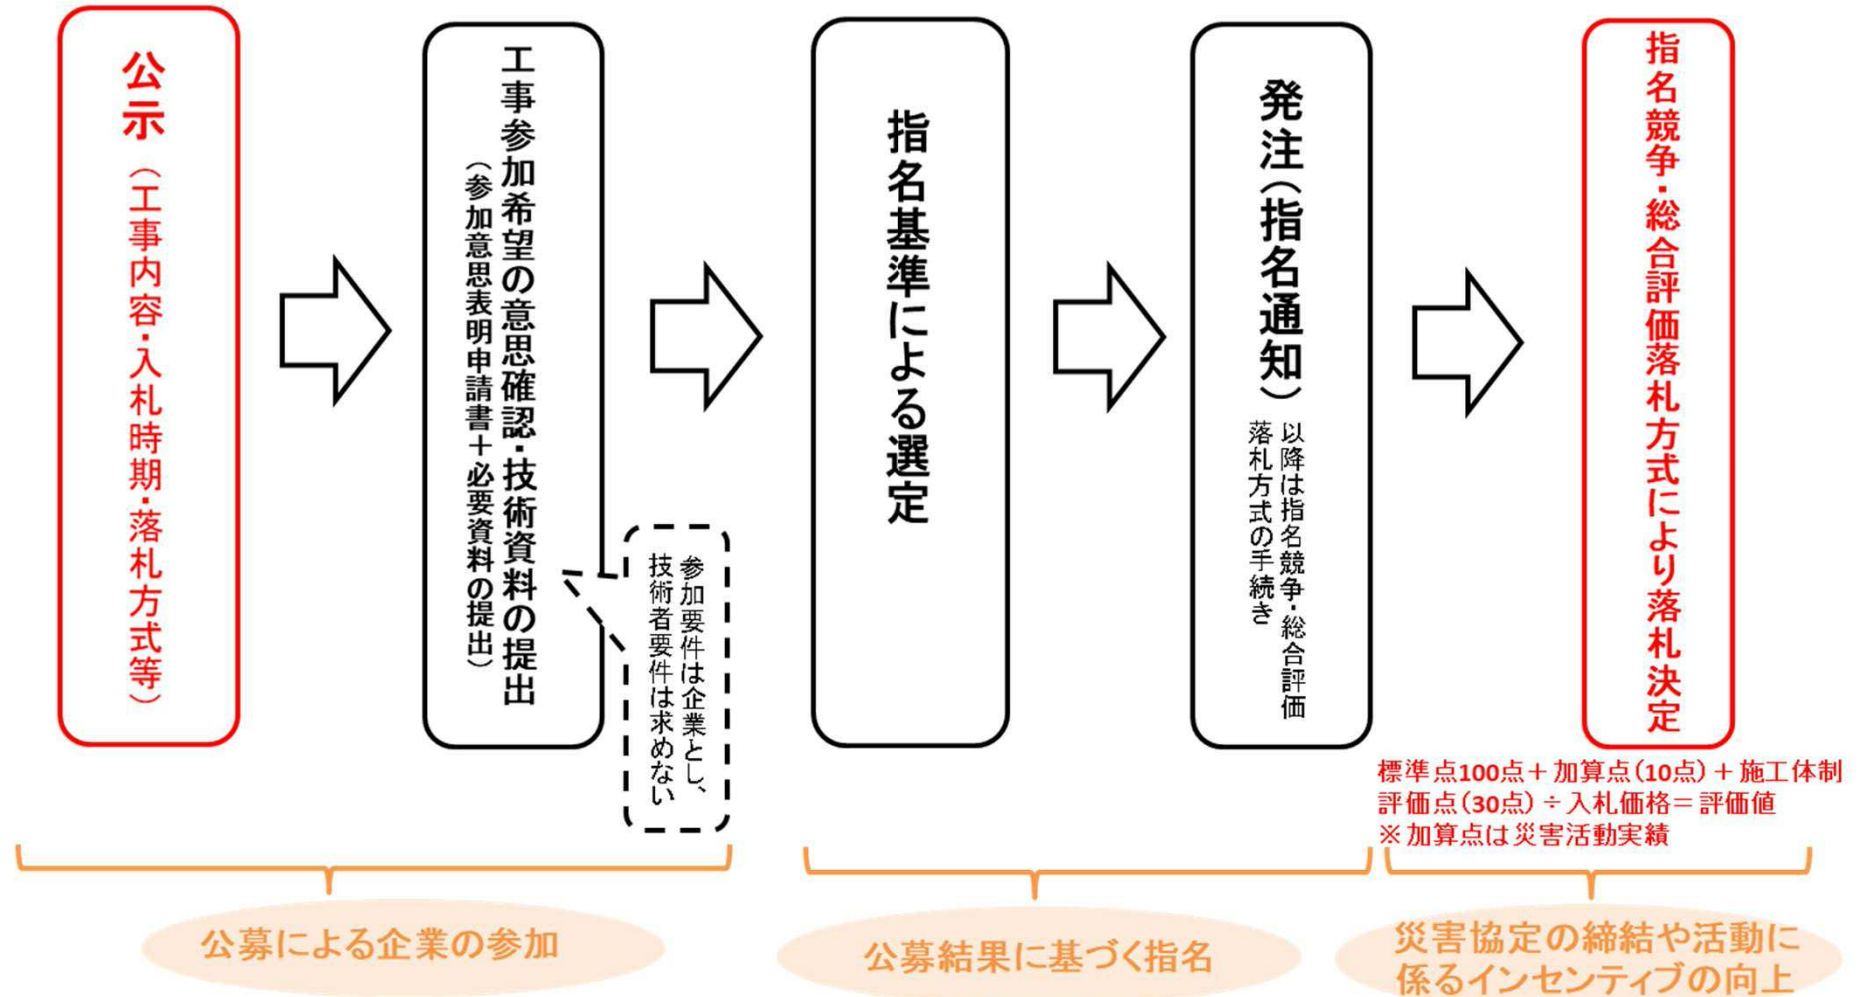 公示（工事内容・入札時期・落札方式等）
工事参加希望の意思確認・技術資料の提出
（参加意思表明申請書＋必要資料の提出）
参加要件は企業とし、
技術者要件は求めない
指名基準による選定
発注（指名通知）
以降は指名競争・総合評価
落札方式の手続き
指名競争・総合評価落札方式により落札決定
標準点100点＋加算点（10点）＋施工体制
評価点（30点）÷入札価格＝評価値
※加算点は災害活動実績
公募による企業の参加
公募結果に基づく指名
災害協定の締結や活動に
係るインセンティブの向上